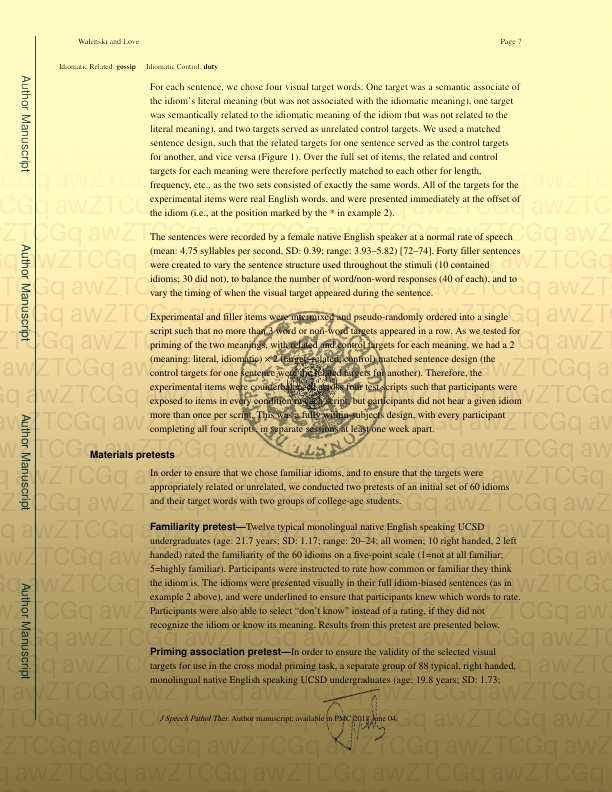 Walenski and Love
Page 7
Idiomatic Related: gossip Idiomatic Control: duty
For each sentence, we chose four visual target words: One target was a semantic associate of
the idiom's literal meaning (but was not associated with the idiomatic meaning), one target
was semantically related to the idiomatic meaning of the idiom (but was not related to the
literal meaning), and two targets served as unrelated control targets. We used a matched
sentence design, such that the related targets for one sentence served as the control targets
for another, and vice versa (Figure 1). Over the full set of items, the related and control
targets for each meaning were therefore perfectly matched to each other for length,
frequency, etc., as the two sets consisted of exactly the same words. All of the targets for the
experimental items were real English words, and were presented immediately at the offset of
the idiom (i.e., at the position marked by the * in example 2).
The sentences were recorded by a female native English speaker at a normal rate of speech
(mean: 4.75 syllables per second, SD: 0.39; range: 3.93–5.82) [72–74]. Forty filler sentences
were created to vary the sentence structure used throughout the stimuli (10 contained
idioms; 30 did not), to balance the number of word/non-word responses (40 of each), and to
vary the timing of when the visual target appeared during the sentence.
Experimental and filler items were intermixed and pseudo-randomly ordered into a single
script such that no more than 3 word or non-word targets appeared in a row. As we tested for
priming of the two meanings, with related and control targets for each meaning, we had a 2
(meaning: literal, idiomatic) × 2 (target: related, control) matched sentence design (the
control targets for one sentence were the related targets for another). Therefore, the
experimental items were counterbalanced across four test scripts such that participants were
exposed to items in every condition in each script, but participants did not hear a given idiom
more than once per script. This was a fully within-subjects design, with every participant
completing all four scripts, in separate sessions at least one week apart.
Materials pretests
In order to ensure that we chose familiar idioms, and to ensure that the targets were
appropriately related or unrelated, we conducted two pretests of an initial set of 60 idioms
and their target words with two groups of college-age students.
Familiarity pretest—Twelve typical monolingual native English speaking UCSD
undergraduates (age: 21.7 years; SD: 1.17; range: 20–24; all women; 10 right handed, 2 left
handed) rated the familiarity of the 60 idioms on a five-point scale (1=not at all familiar;
5=highly familiar). Participants were instructed to rate how common or familiar they think
the idiom is. The idioms were presented visually in their full idiom-biased sentences (as in
example 2 above), and were underlined to ensure that participants knew which words to rate.
Participants were also able to select "don't know" instead of a rating, if they did not
recognize the idiom or know its meaning. Results from this pretest are presented below.
Priming association pretest—In order to ensure the validity of the selected visual
targets for use in the cross modal priming task, a separate group of 88 typical, right handed,
monolingual native English speaking UCSD undergraduates (age: 19.8 years; SD: 1.73;
J Speech Pathol Ther. Author manuscript; available in PMC 2018 June 04.
Author Manuscript
Author Manuscript
Author Manuscript
Author Manuscript